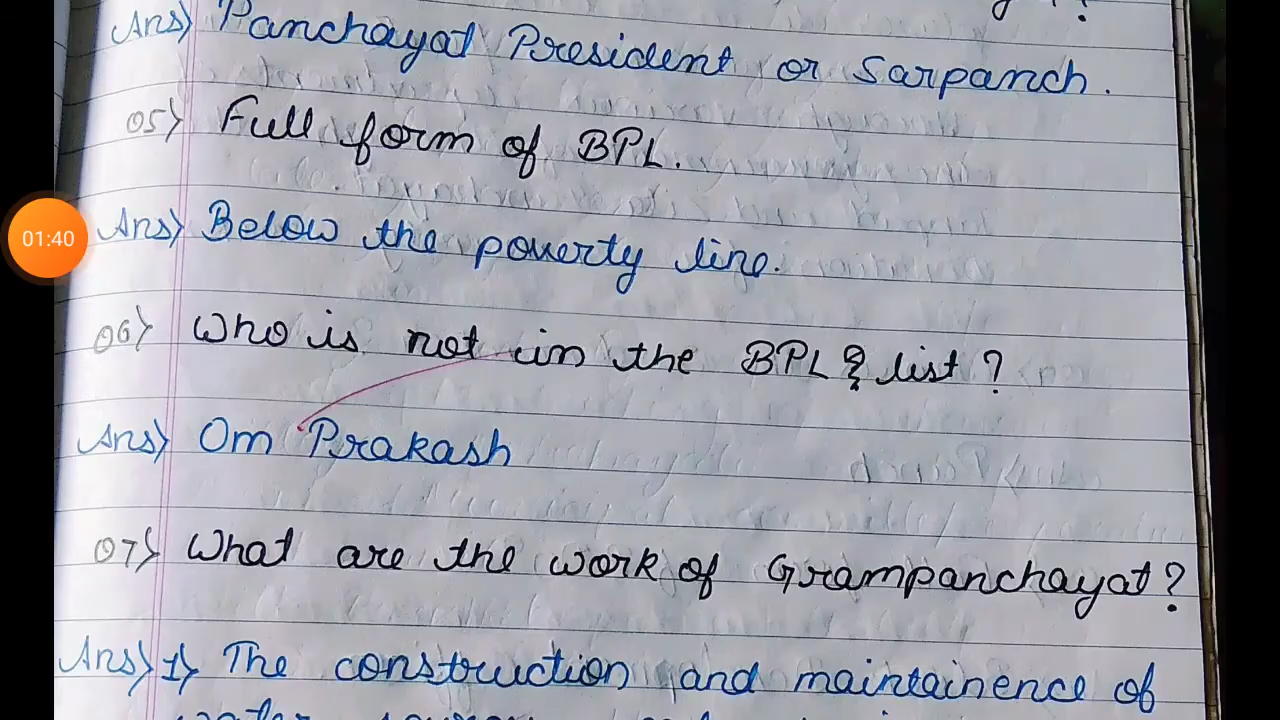 Ans) Panchayat President or Sarpanch.
05) Full form of BPL.
01:40
Ans) Below the poverty line.
06) Who is not in the BPL list?
Ans) Om Prakash
07) What are the work of Grampanchayat?
Ans) 1) The construction and maintainence of